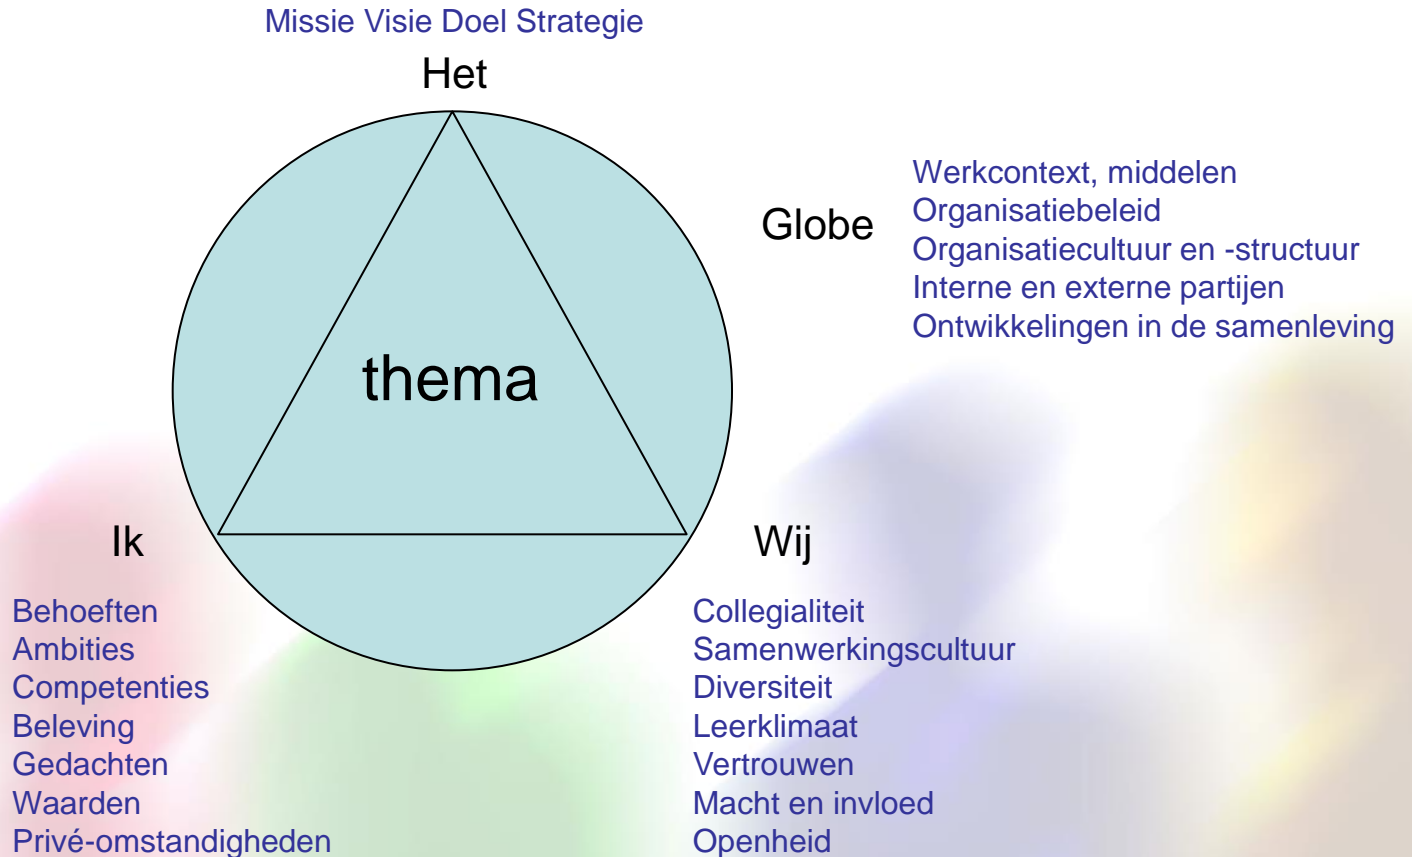 Missie Visie Doel Strategie
Het
Globe
Werkcontext, middelen
Organisatiebeleid
Organisatiecultuur en -structuur
Interne en externe partijen
Ontwikkelingen in de samenleving
thema
Ik
Behoeften
Ambities
Competenties
Beleving
Gedachten
Waarden
Privé-omstandigheden
Wij
Collegialiteit
Samenwerkingscultuur
Diversiteit
Leerklimaat
Vertrouwen
Macht en invloed
Openheid